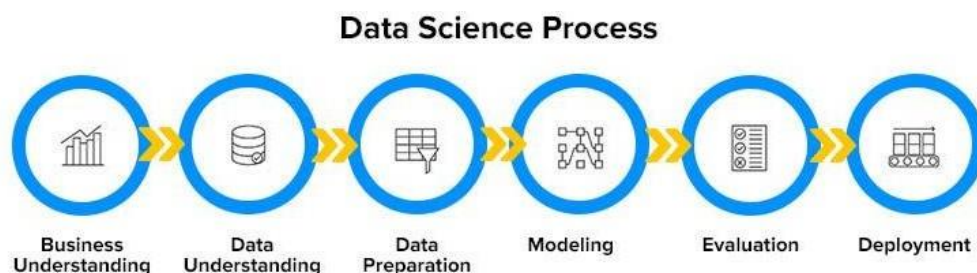 Data Science Process
Business
Understanding
Data
Understanding
Data
Preparation
Modeling
Evaluation
Deployment